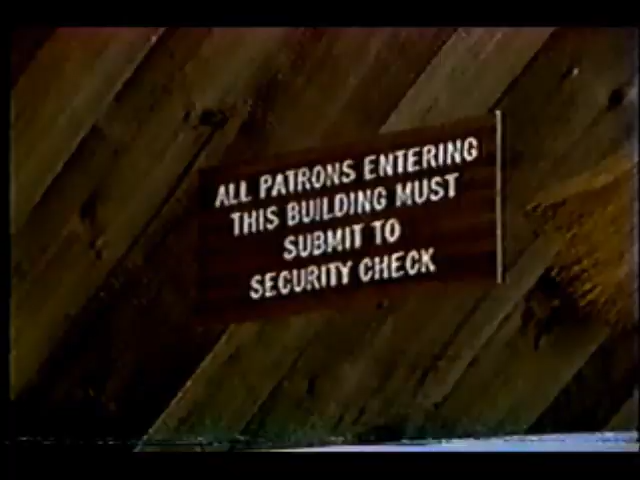 ALL PATRONS ENTERING
THIS BUILDING MUST
SUBMIT TO
SECURITY CHECK